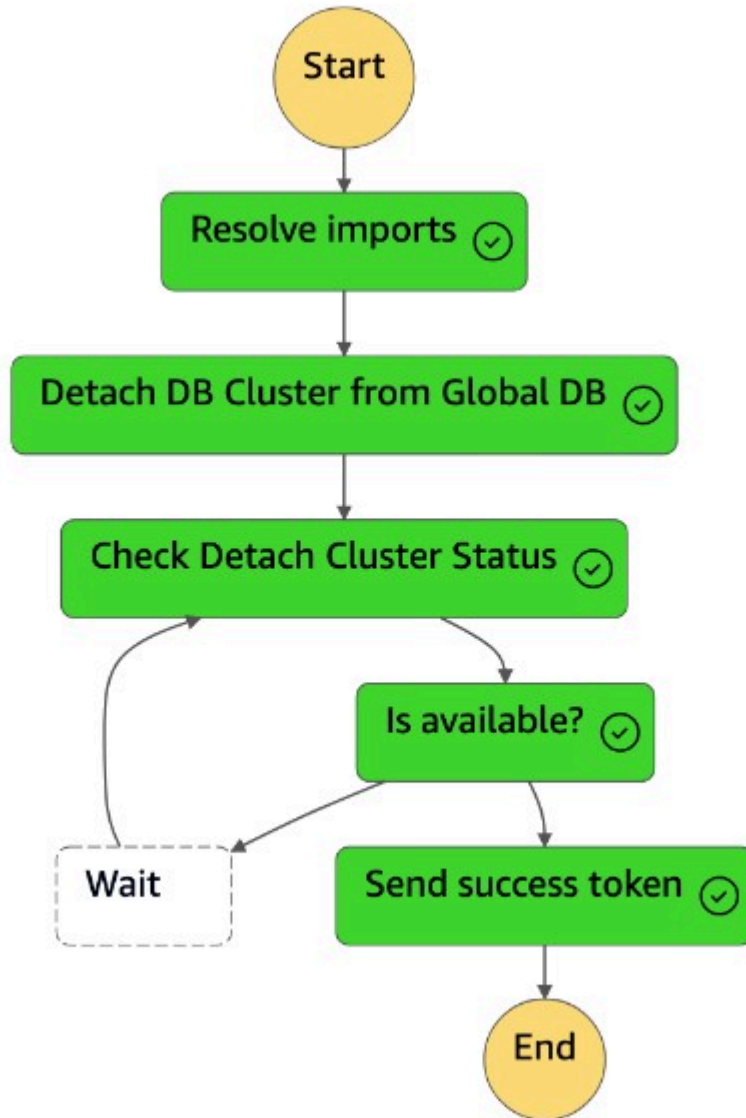 Start
Resolve imports
Detach DB Cluster from Global DB
Check Detach Cluster Status
Is available?
Wait
Send success token
End